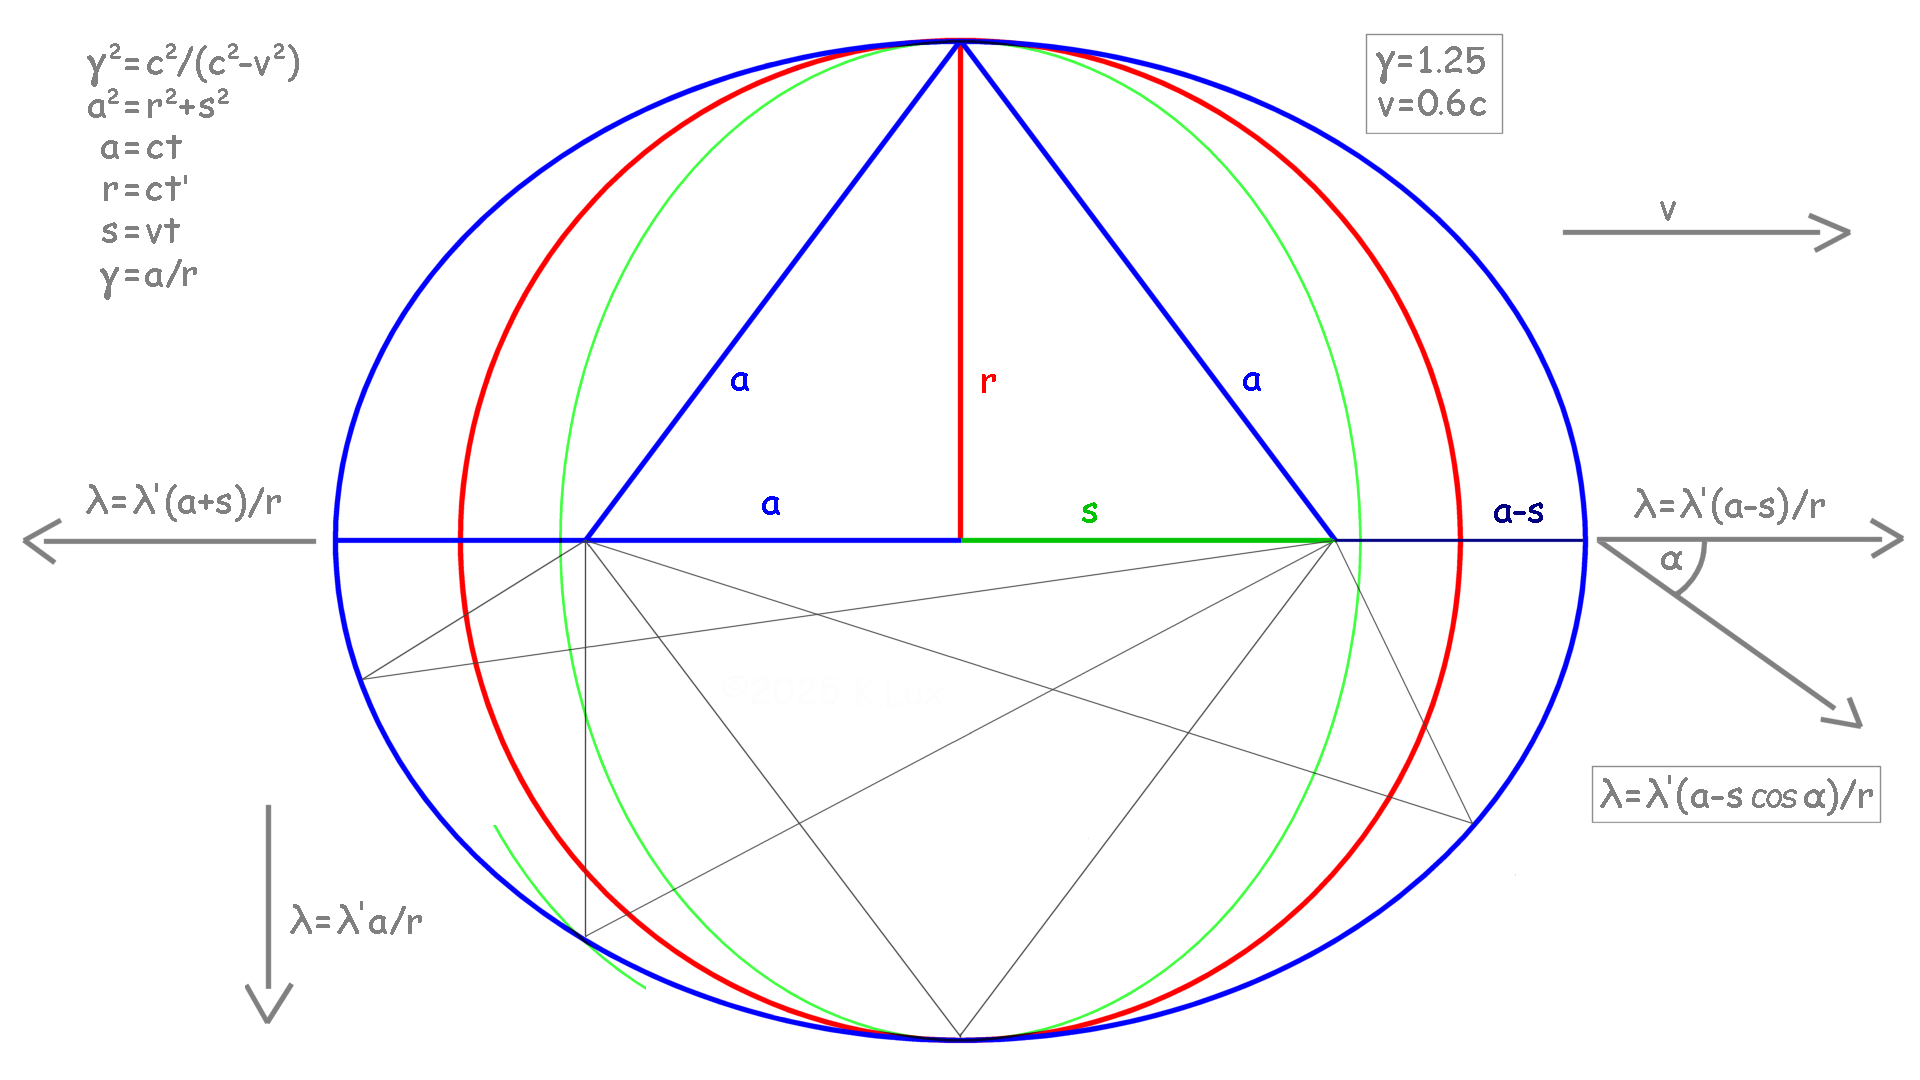 γ²=c²/(c²-v²)
a²=r²+s²
a=ct
r=ct'
s=vt
γ=a/r
γ=1.25
v=0.6c
v
a
r
a
λ=λ'(a+s)/r
a
s
a-s
λ=λ'(a-s)/r
α
λ=λ'(a-s cos α)/r
λ=λ'a/r